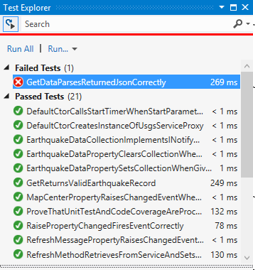 Test Explorer
Search
Run All | Run...
Failed Tests (1)
GetDataParsesReturnedJsonCorrectly 269 ms
Passed Tests (21)
DefaultCtorCallsStartTimerWhenStartParamet... < 1 ms
DefaultCtorCreatesInstanceOfUsgsServiceProxy < 1 ms
EarthquakeDataCollectionImplementsINotify... < 1 ms
EarthquakeDataPropertyClearsCollectionWhe... < 1 ms
EarthquakeDataPropertySetsCollectionWhenGiv... 1 ms
GetReturnsValidEarthquakeRecord 249 ms
MapCenterPropertyRaisesChangedEventWhe... < 1 ms
ProveThatUnitTestAndCodeCoverageAreProc... 132 ms
RaisePropertyChangedFiresEventCorrectly 78 ms
RefreshMessagePropertyRaisesChangedEvent... < 1 ms
RefreshMethodRetrievesFromServiceAndSets... 130 ms